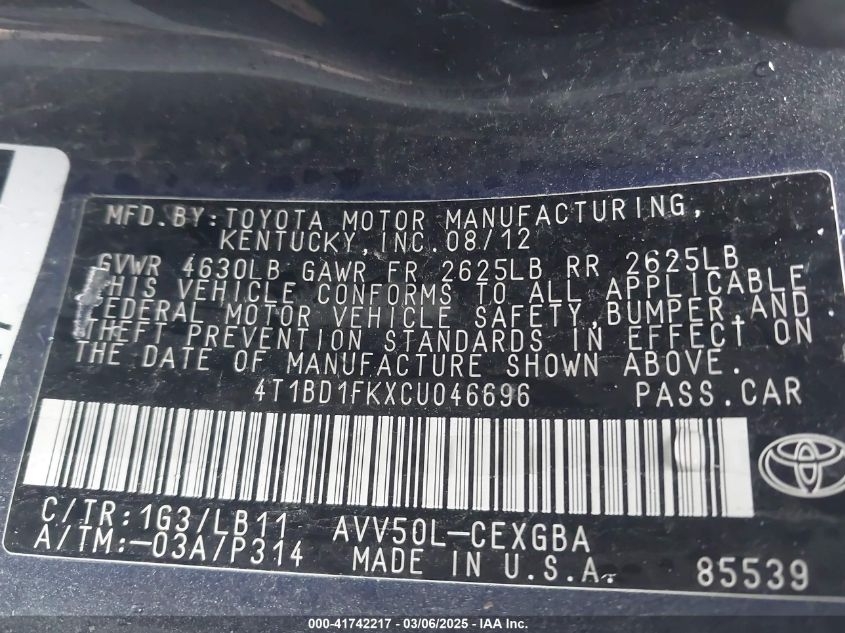 MFD. BY: TOYOTA MOTOR MANUFACTURING,
KENTUCKY, INC. 08/12
GVWR 4630LB GAWR FR 2625LB RR 2625LB
THIS VEHICLE CONFORMS TO ALL APPLICABLE
FEDERAL MOTOR VEHICLE SAFETY, BUMPER, AND
THEFT PREVENTION STANDARDS IN EFFECT ON
THE DATE OF MANUFACTURE SHOWN ABOVE.
4T1BD1FKXCU046696 PASS. CAR
C/TR: 1G3/LB11 AVV50L-CEXGBA
A/TM: -03A/P314 MADE IN U.S.A. 85539
000-41742217 - 03/06/2025 - IAA Inc.